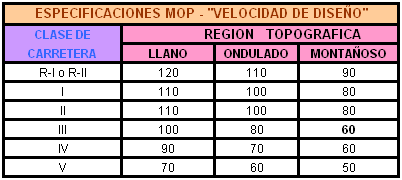 ESPECIFICACIONES MOP - "VELOCIDAD DE DISEÑO"
CLASE DE CARRETERA REGION TOPOGRAFICA
LLANO ONDULADO MONTAÑOSO
R-I o R-II 120 110 90
I 110 100 80
II 110 100 80
III 100 80 60
IV 90 70 60
V 70 60 50